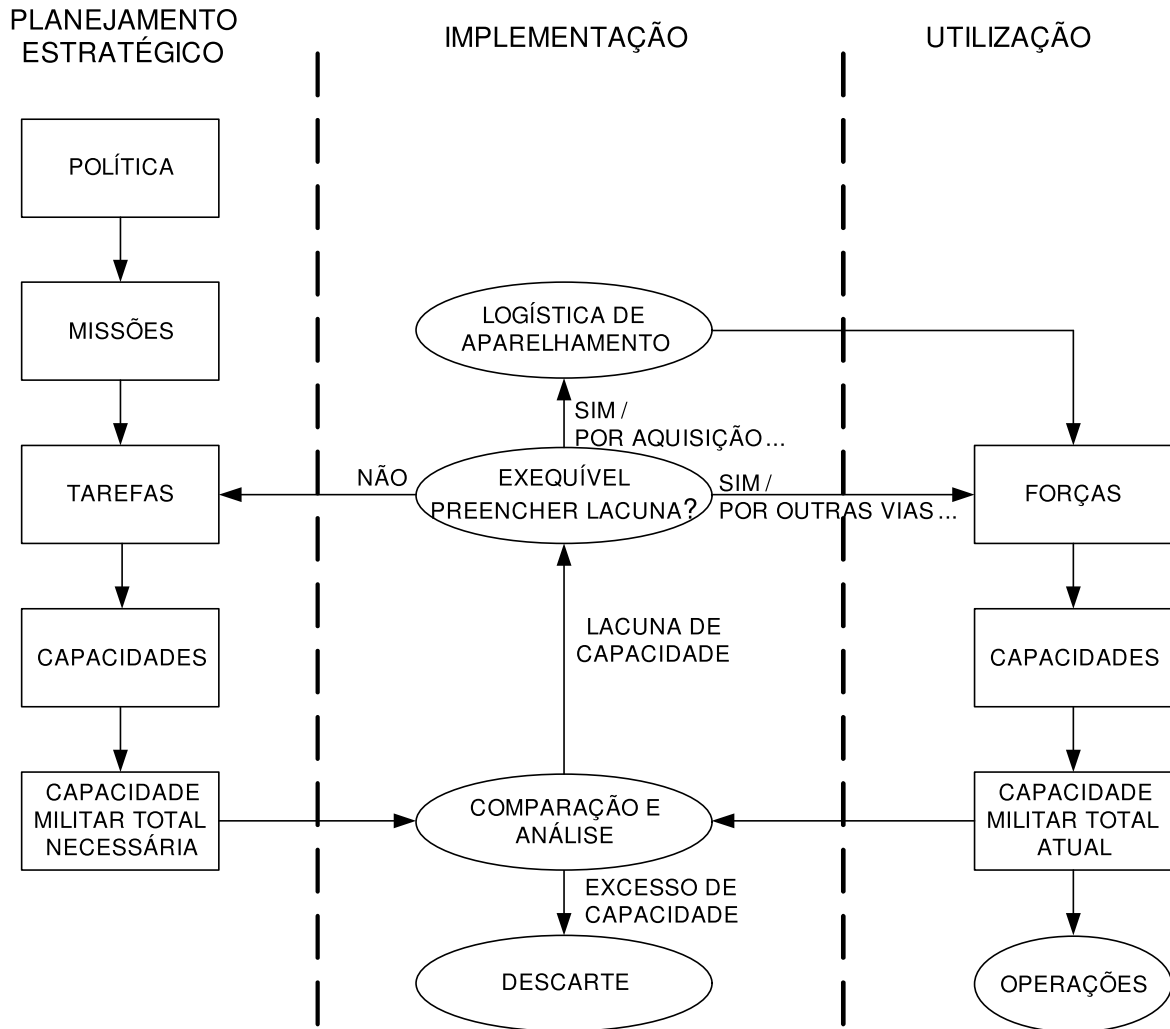 PLANEJAMENTO
ESTRATÉGICO
IMPLEMENTAÇÃO
UTILIZAÇÃO
POLÍTICA
MISSÕES
LOGÍSTICA DE
APARELHAMENTO
SIM /
POR AQUISIÇÃO...
TAREFAS
NÃO
EXEQUÍVEL
PREENCHER LACUNA?
SIM /
POR OUTRAS VIAS...
FORÇAS
CAPACIDADES
LACUNA DE
CAPACIDADE
CAPACIDADES
CAPACIDADE
MILITAR TOTAL
NECESSÁRIA
COMPARAÇÃO E
ANÁLISE
CAPACIDADE
MILITAR TOTAL
ATUAL
EXCESSO DE
CAPACIDADE
DESCARTE
OPERAÇÕES